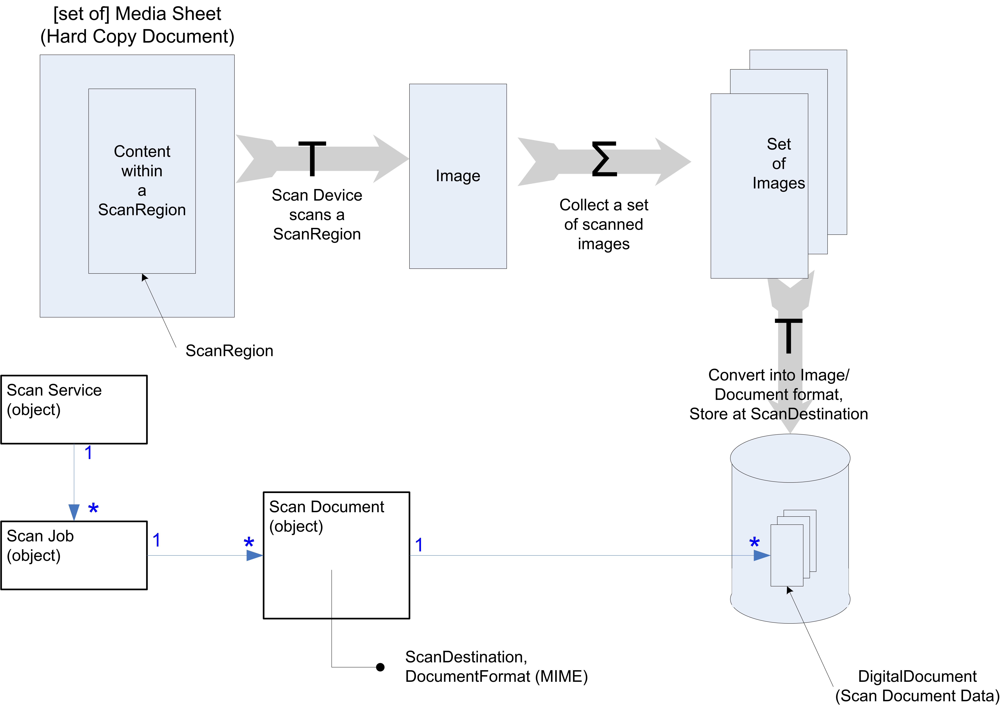 [set of] Media Sheet
(Hard Copy Document)
Content
within
a
ScanRegion
T
Scan Device
scans a
ScanRegion
Image
Σ
Collect a set
of scanned
images
Set
of
Images
ScanRegion
T
Convert into Image/
Document format,
Store at ScanDestination
Scan Service
(object)
1
*
Scan Job
(object)
1
*
Scan Document
(object)
1
*
ScanDestination,
DocumentFormat (MIME)
DigitalDocument
(Scan Document Data)